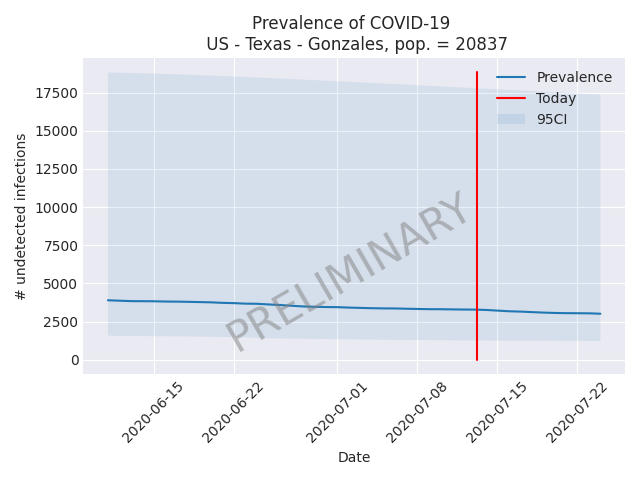 Prevalence of COVID-19
US - Texas - Gonzales, pop. = 20837
Prevalence
Today
95CI
17500
15000
12500
10000
7500
5000
2500
0
# undetected infections
PRELIMINARY
2020-06-15
2020-06-22
2020-07-01
2020-07-08
2020-07-15
2020-07-22
Date